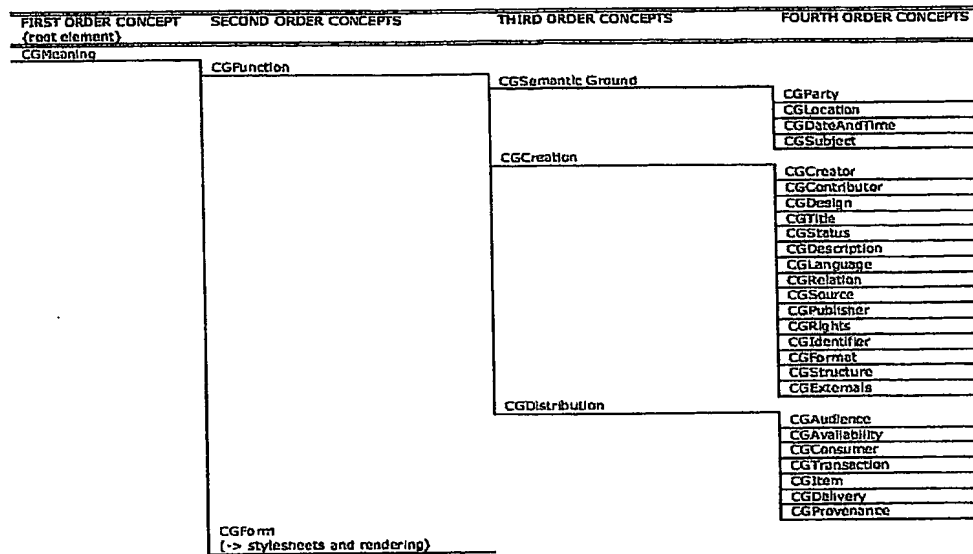 FIRST ORDER CONCEPT SECOND ORDER CONCEPTS THIRD ORDER CONCEPTS FOURTH ORDER CONCEPTS
{root element}
CGMeaning
CGFunction
CGSemantic Ground
CGParty
CGLocation
CGDateAndTime
CGSubject
CGCreation
CGCreator
CGContributor
CGDesign
CGTitle
CGStatus
CGDescription
CGLanguage
CGRelation
CGSource
CGPublisher
CGRights
CGIdentifier
CGFormat
CGStructure
CGExternals
CGDistribution
CGAudience
CGAvailability
CGConsumer
CGTransaction
CGItem
CGDelivery
CGProvenance
CGForm
{-> stylesheets and rendering}